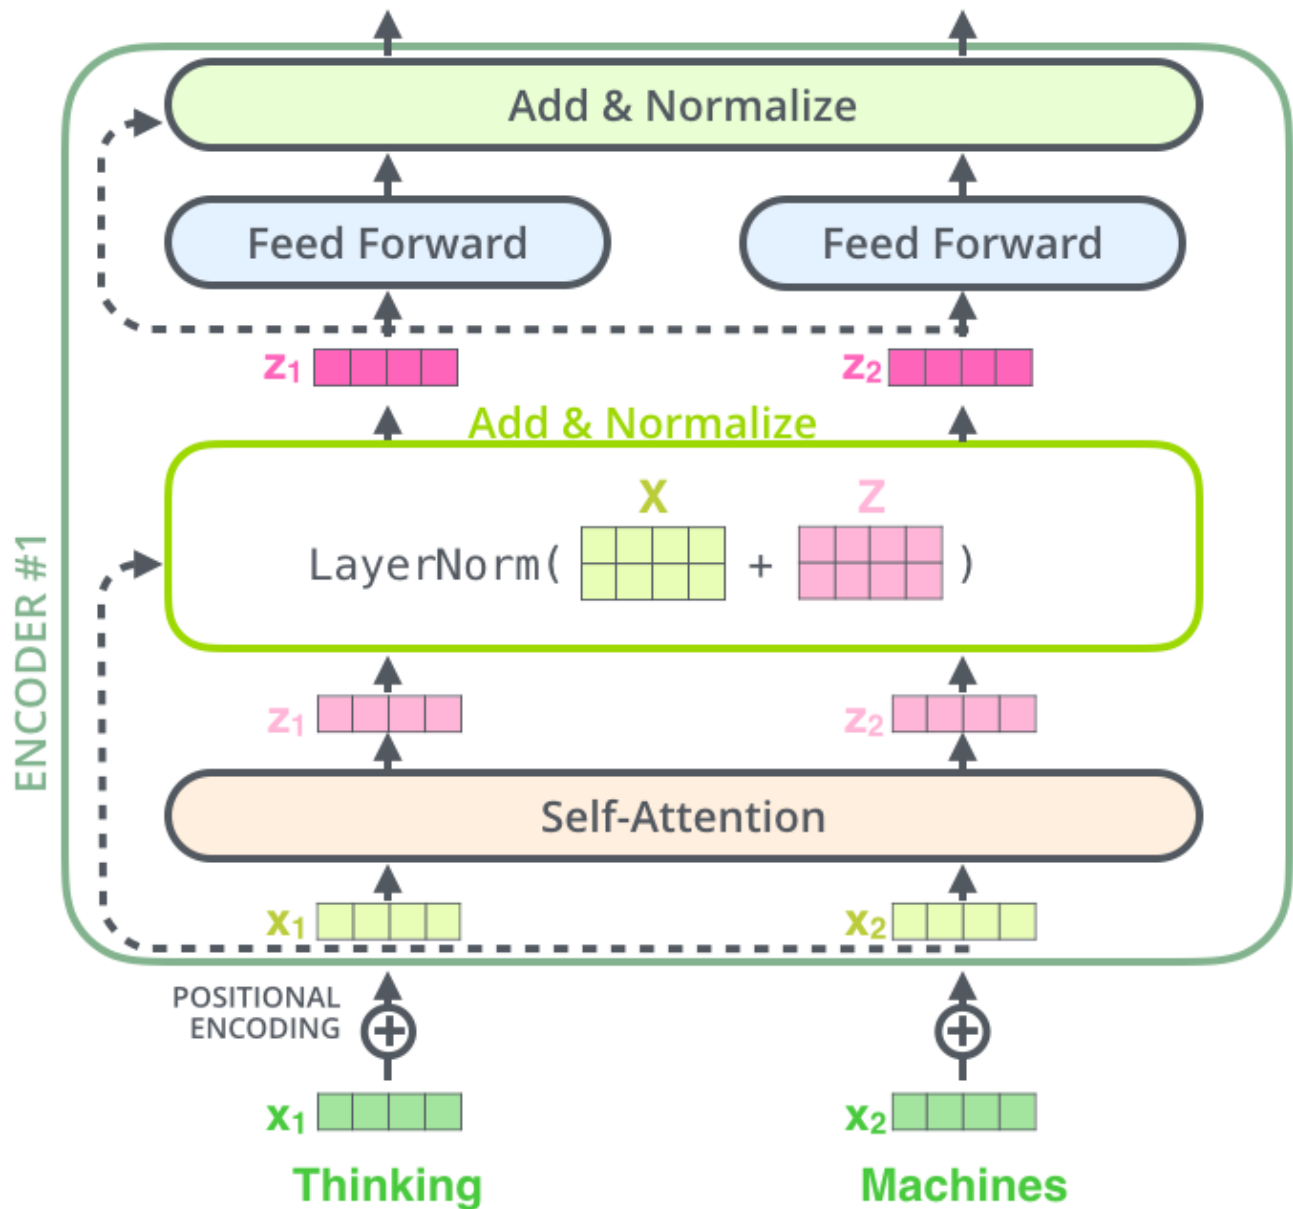 Add & Normalize
Feed Forward
Feed Forward
z1
z2
Add & Normalize
X
Z
LayerNorm( + )
ENCODER #1
z1
z2
Self-Attention
x1
x2
POSITIONAL
ENCODING
x1
x2
Thinking
Machines